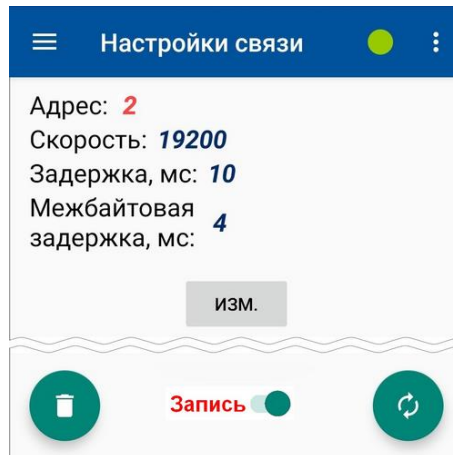 Настройки связи
Адрес: 2
Скорость: 19200
Задержка, мс: 10
Межбайтовая
задержка, мс: 4
изм.
Запись